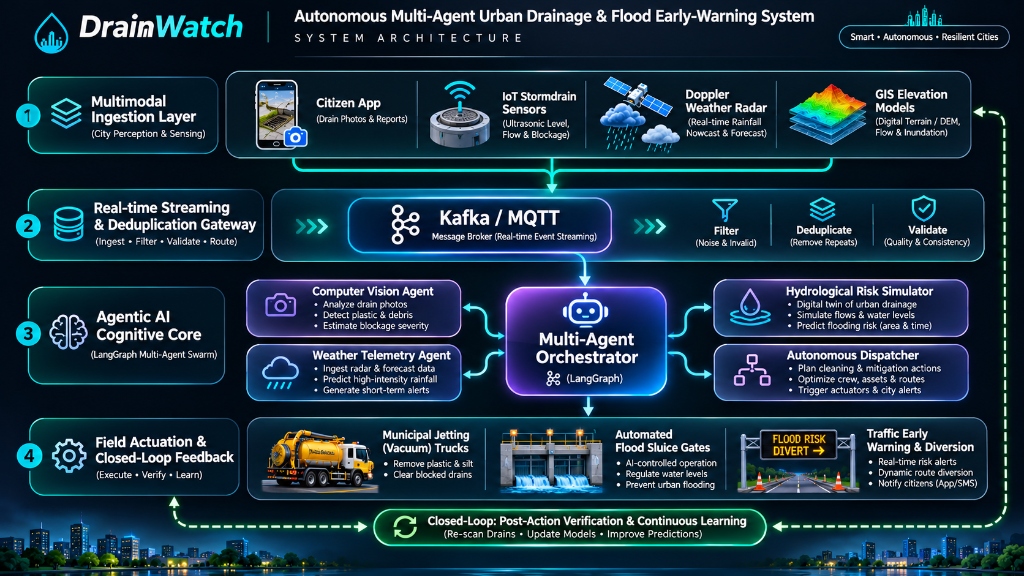 DrainWatch
Autonomous Multi-Agent Urban Drainage & Flood Early-Warning System
SYSTEM ARCHITECTURE
Smart • Autonomous • Resilient Cities
1
Multimodal
Ingestion Layer
(City Perception & Sensing)
Citizen App
(Drain Photos & Reports)
IoT Stormdrain
Sensors
(Ultrasonic Level,
Flow & Blockage)
Doppler
Weather Radar
(Real-time Rainfall
Nowcast & Forecast)
GIS Elevation
Models
(Digital Terrain / DEM,
Flow & Inundation)
2
Real-time Streaming
& Deduplication Gateway
(Ingest • Filter • Validate • Route)
Kafka / MQTT
Message Broker (Real-time Event Streaming)
Filter
(Noise & Invalid)
Deduplicate
(Remove Repeats)
Validate
(Quality & Consistency)
3
Agentic AI
Cognitive Core
(LangGraph Multi-Agent Swarm)
Computer Vision Agent
• Analyze drain photos
• Detect plastic & debris
• Estimate blockage severity
Weather Telemetry Agent
• Ingest radar & forecast data
• Predict high-intensity rainfall
• Generate short-term alerts
Multi-Agent
Orchestrator
(LangGraph)
Hydrological Risk Simulator
• Digital twin of urban drainage
• Simulate flows & water levels
• Predict flooding risk (area & time)
Autonomous Dispatcher
• Plan cleaning & mitigation actions
• Optimize crew, assets & routes
• Trigger actuators & city alerts
4
Field Actuation &
Closed-Loop Feedback
(Execute • Verify • Learn)
Municipal Jetting
(Vacuum) Trucks
• Remove plastic & silt
• Clear blocked drains
Automated
Flood Sluice Gates
• AI-controlled operation
• Regulate water levels
• Prevent urban flooding
FLOOD RISK
DIVERT →
Traffic Early
Warning & Diversion
• Real-time risk alerts
• Dynamic route diversion
• Notify citizens (App/SMS)
Closed-Loop: Post-Action Verification & Continuous Learning
(Re-scan Drains • Update Models • Improve Predictions)